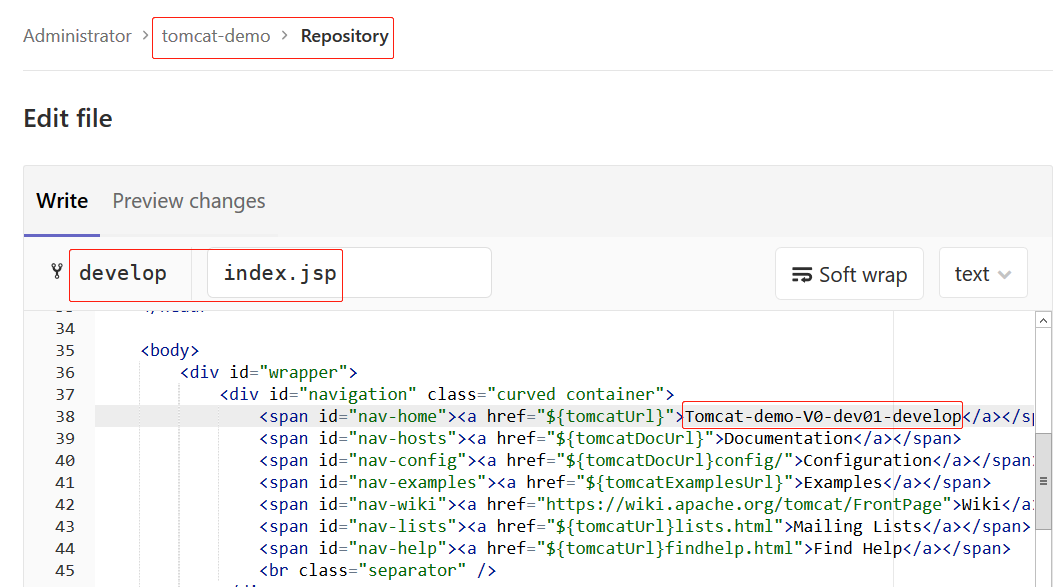 Administrator > tomcat-demo > Repository
Edit file
Write Preview changes
develop index.jsp Soft wrap text
34
35 <body>
36 <div id="wrapper">
37 <div id="navigation" class="curved container">
38 <span id="nav-home"><a href="${tomcatUrl}">Tomcat-demo-V0-dev01-develop</a></sp
39 <span id="nav-hosts"><a href="${tomcatDocUrl}">Documentation</a></span>
40 <span id="nav-config"><a href="${tomcatDocUrl}config/">Configuration</a></span>
41 <span id="nav-examples"><a href="${tomcatExamplesUrl}">Examples</a></span>
42 <span id="nav-wiki"><a href="https://wiki.apache.org/tomcat/FrontPage">Wiki</a>
43 <span id="nav-lists"><a href="${tomcatUrl}lists.html">Mailing Lists</a></span>
44 <span id="nav-help"><a href="${tomcatUrl}findhelp.html">Find Help</a></span>
45 <br class="separator" />